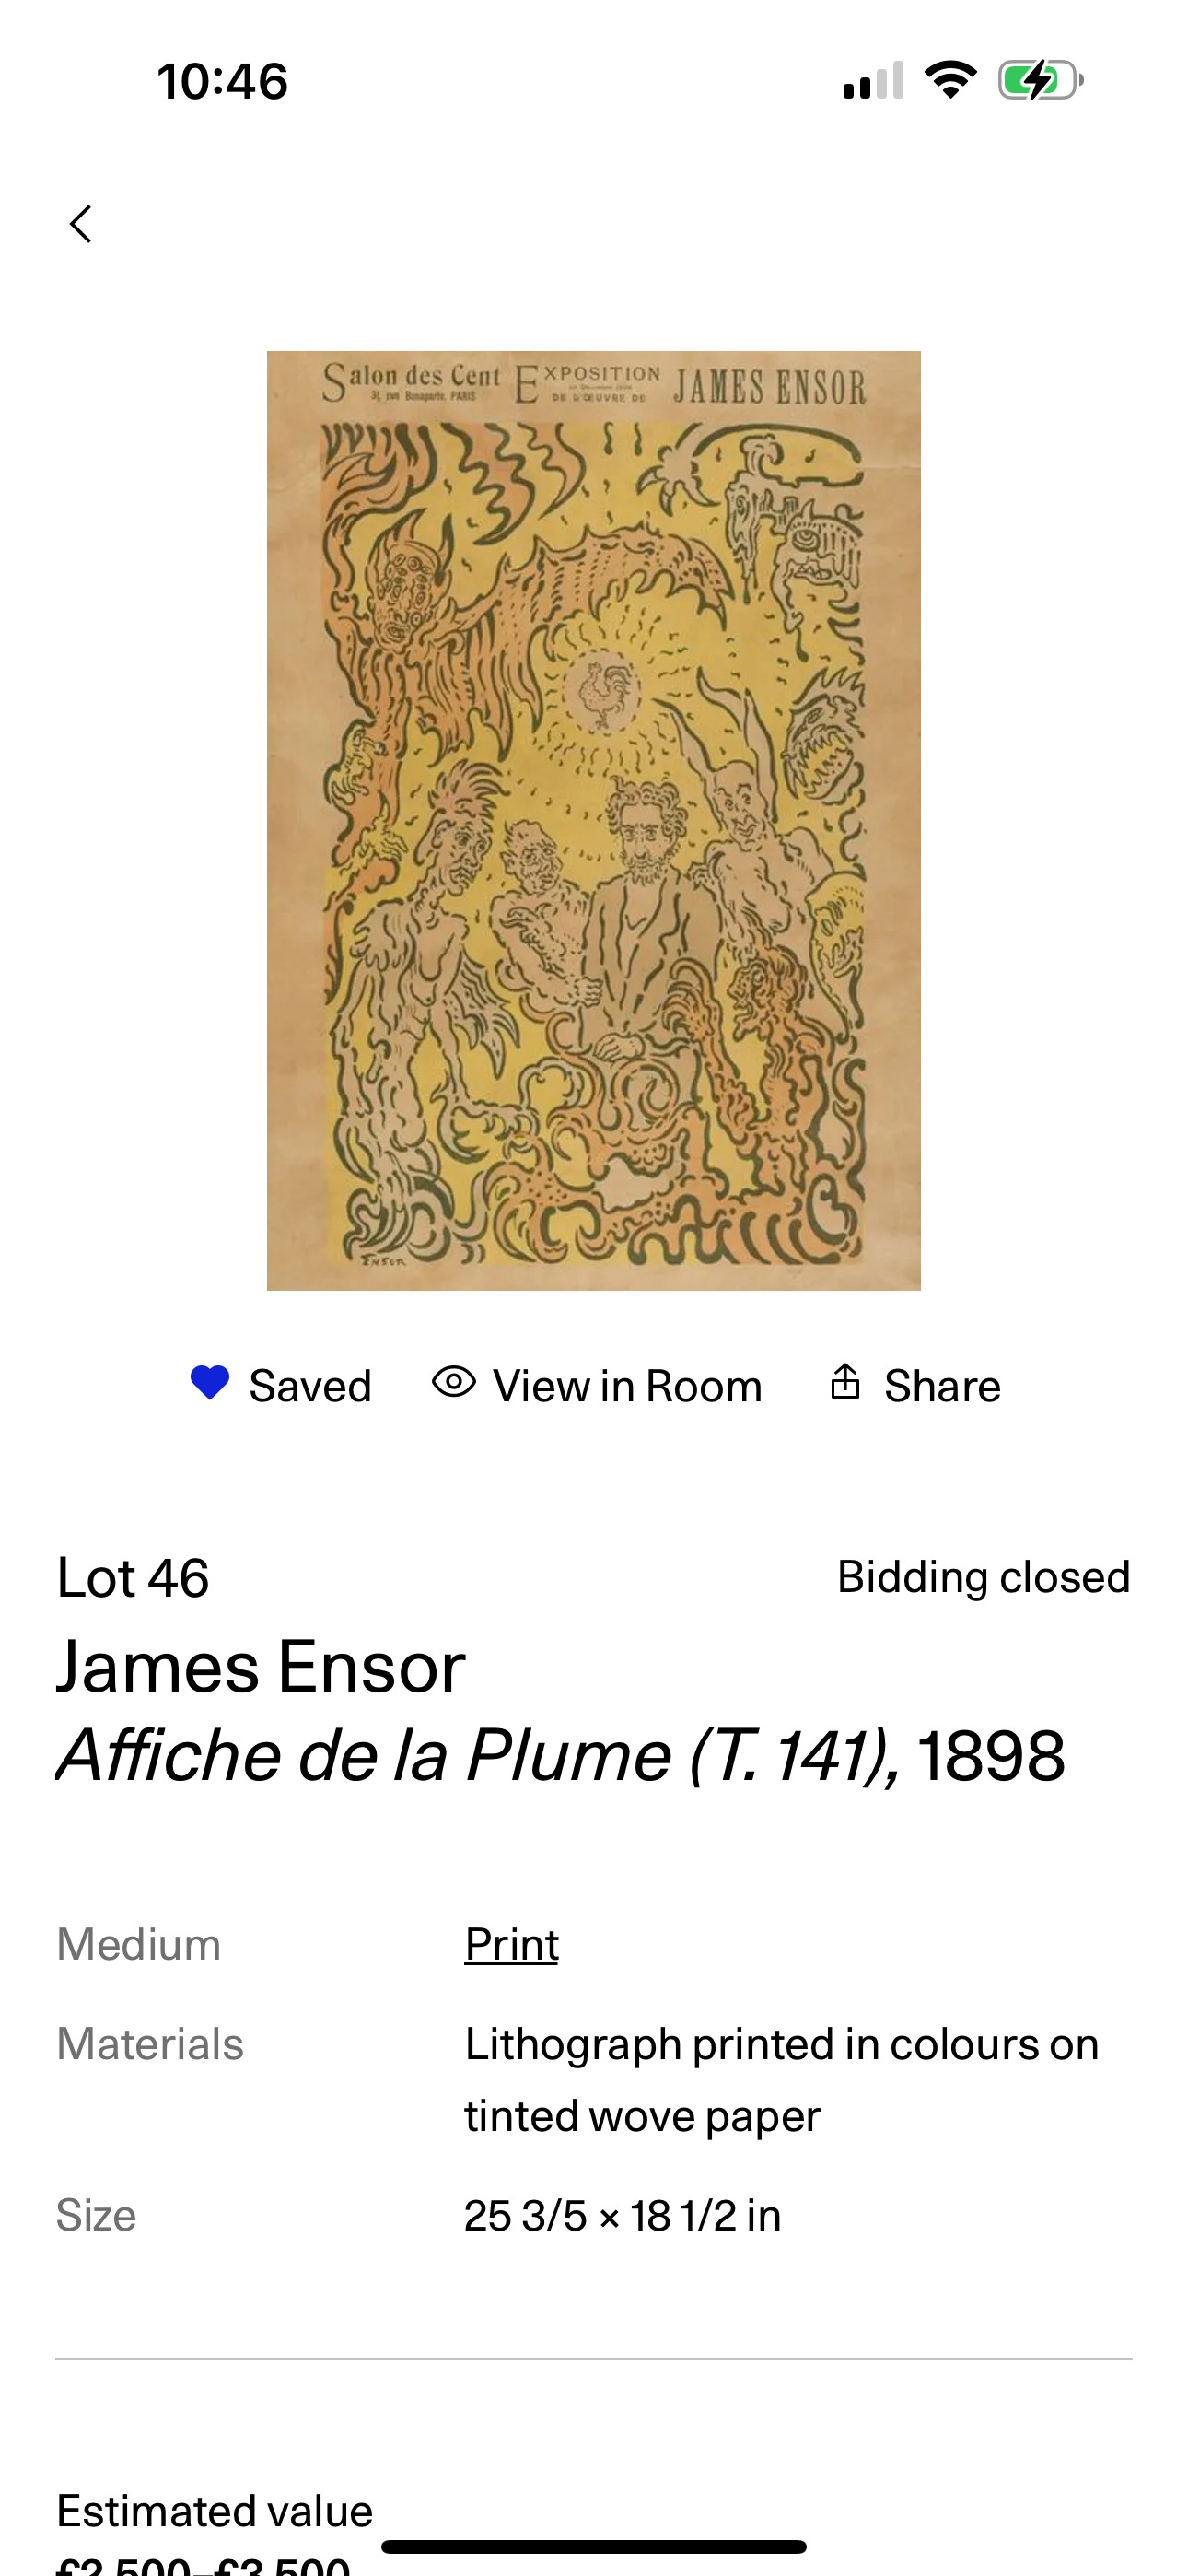 10:46
Salon des Cent EXPOSITION JAMES ENSOR
31, rue Bonaparte, PARIS DE L'ŒUVRE DE
ENSOR
Saved View in Room Share
Lot 46 Bidding closed
James Ensor
Affiche de la Plume (T. 141), 1898
Medium Print
Materials Lithograph printed in colours on
tinted wove paper
Size 25 3/5 × 18 1/2 in
Estimated value
£2,500–£3,500